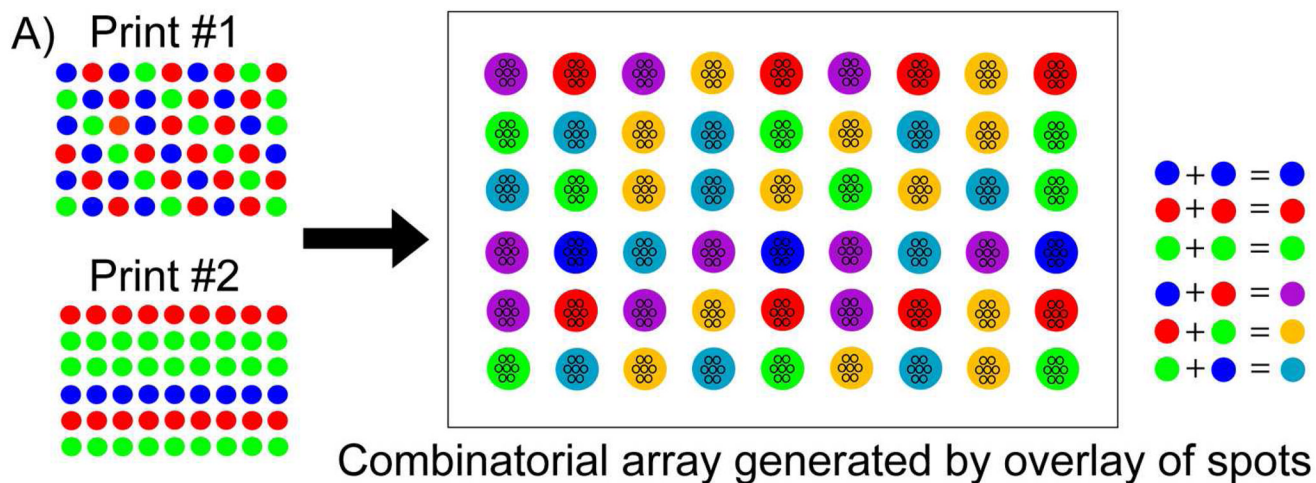 A) Print #1
Print #2
+ =
+ =
+ =
+ =
+ =
+ =
Combinatorial array generated by overlay of spots